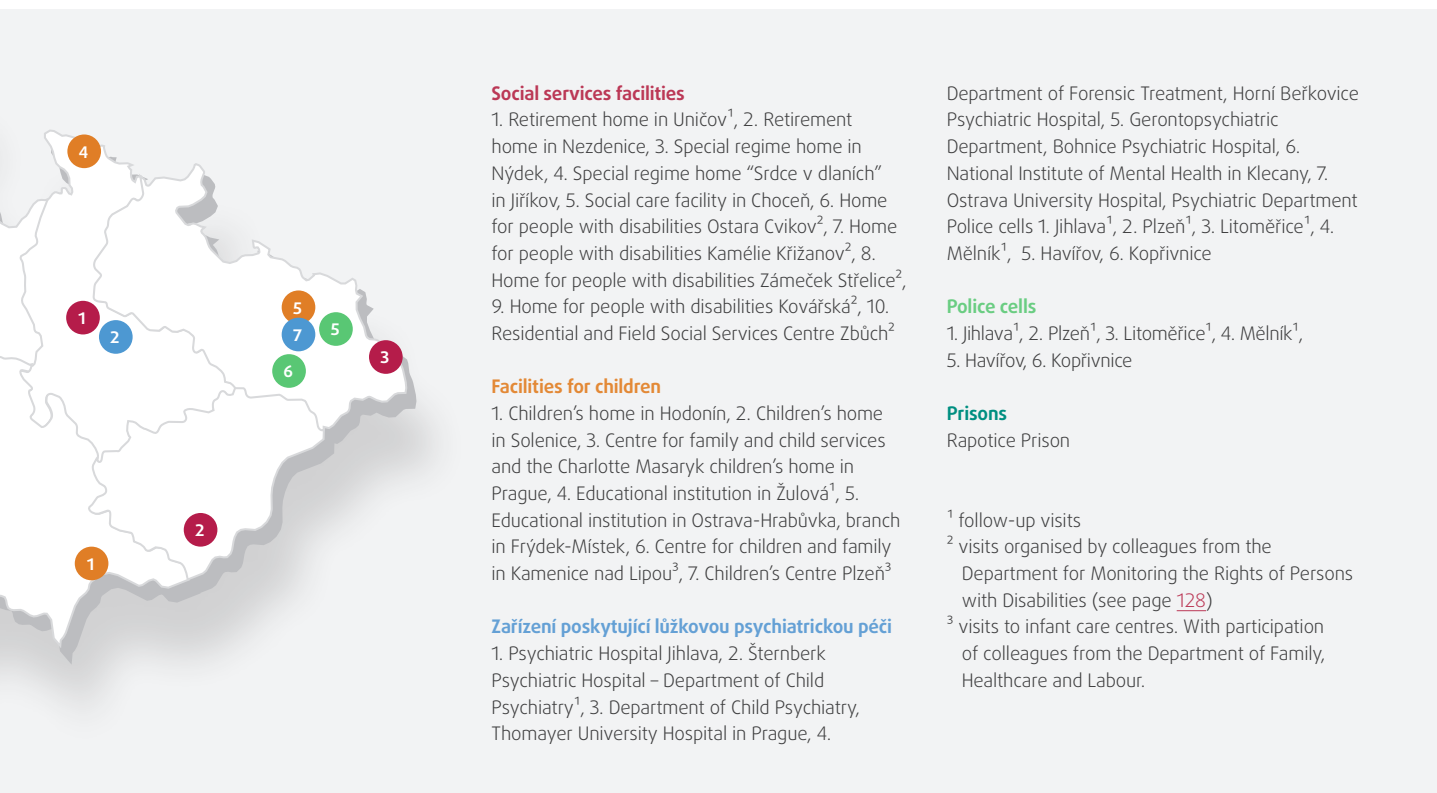 4
1
2
5
7
5
6
3
2
1
Social services facilities
1. Retirement home in Uničov¹, 2. Retirement
home in Nezdenice, 3. Special regime home in
Nýdek, 4. Special regime home “Srdce v dlaních”
in Jiříkov, 5. Social care facility in Choceň, 6. Home
for people with disabilities Ostara Cvikov², 7. Home
for people with disabilities Kamélie Křižanov², 8.
Home for people with disabilities Zámeček Střelice²,
9. Home for people with disabilities Kovářská², 10.
Residential and Field Social Services Centre Zbůch²
Facilities for children
1. Children’s home in Hodonín, 2. Children’s home
in Solenice, 3. Centre for family and child services
and the Charlotte Masaryk children’s home in
Prague, 4. Educational institution in Žulová¹, 5.
Educational institution in Ostrava-Hrabůvka, branch
in Frýdek-Místek, 6. Centre for children and family
in Kamenice nad Lipou³, 7. Children’s Centre Plzeň³
Zařízení poskytující lůžkovou psychiatrickou péči
1. Psychiatric Hospital Jihlava, 2. Šternberk
Psychiatric Hospital – Department of Child
Psychiatry¹, 3. Department of Child Psychiatry,
Thomayer University Hospital in Prague, 4.
Department of Forensic Treatment, Horní Beřkovice
Psychiatric Hospital, 5. Gerontopsychiatric
Department, Bohnice Psychiatric Hospital, 6.
National Institute of Mental Health in Klecany, 7.
Ostrava University Hospital, Psychiatric Department
Police cells 1. Jihlava¹, 2. Plzeň¹, 3. Litoměřice¹, 4.
Mělník¹, 5. Havířov, 6. Kopřivnice
Police cells
1. Jihlava¹, 2. Plzeň¹, 3. Litoměřice¹, 4. Mělník¹,
5. Havířov, 6. Kopřivnice
Prisons
Rapotice Prison
¹ follow-up visits
² visits organised by colleagues from the
Department for Monitoring the Rights of Persons
with Disabilities (see page 128)
³ visits to infant care centres. With participation
of colleagues from the Department of Family,
Healthcare and Labour.